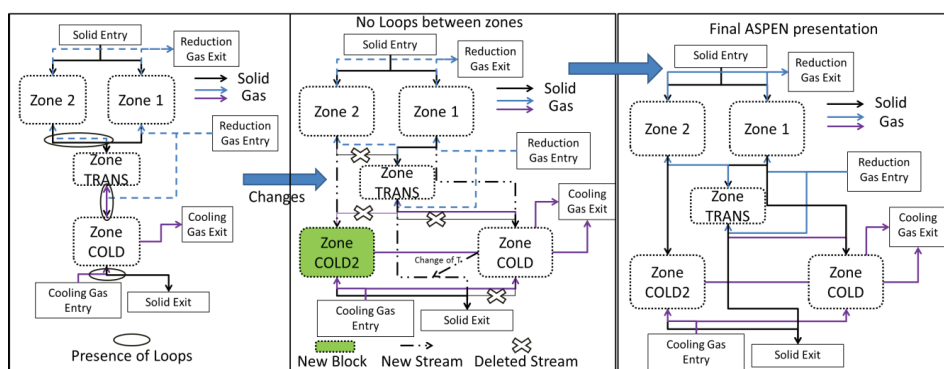 Solid Entry
Reduction
Gas Exit
Solid
Gas
Zone 2
Zone 1
Reduction
Gas Entry
Zone
TRANS
Zone
COLD
Cooling
Gas Exit
Cooling Gas
Entry
Solid Exit
Presence of Loops
Changes
No Loops between zones
Solid Entry
Reduction
Gas Exit
Solid
Gas
Zone 2
Zone 1
Reduction
Gas Entry
Zone
TRANS
Zone
COLD2
Change of T
Zone
COLD
Cooling
Gas Exit
Cooling Gas
Entry
Solid Exit
New Block
New Stream
Deleted Stream
Final ASPEN presentation
Solid Entry
Reduction
Gas Exit
Solid
Gas
Zone 2
Zone 1
Reduction
Gas Entry
Zone
TRANS
Cooling
Gas Exit
Zone
COLD2
Zone
COLD
Cooling Gas
Entry
Solid Exit